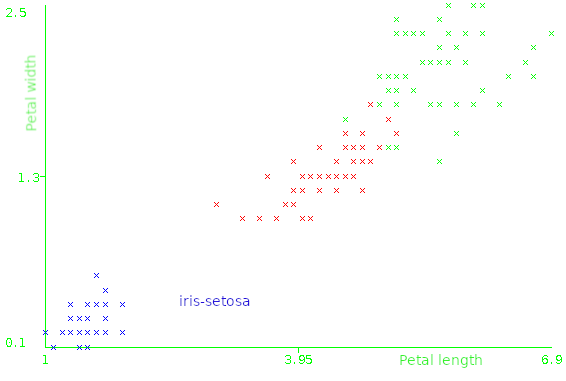 2.5
Petal width
1.3
iris-setosa
0.1
1
3.95
Petal length
6.9